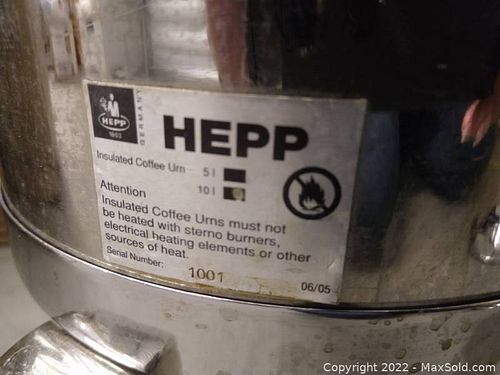 HEPP
1863
GERMANY
HEPP
Insulated Coffee Urn 5 l
10 l
Attention
Insulated Coffee Urns must not
be heated with sterno burners,
electrical heating elements or other
sources of heat.
Serial Number: 1001 06/05
Copyright 2022 - MaxSold.com